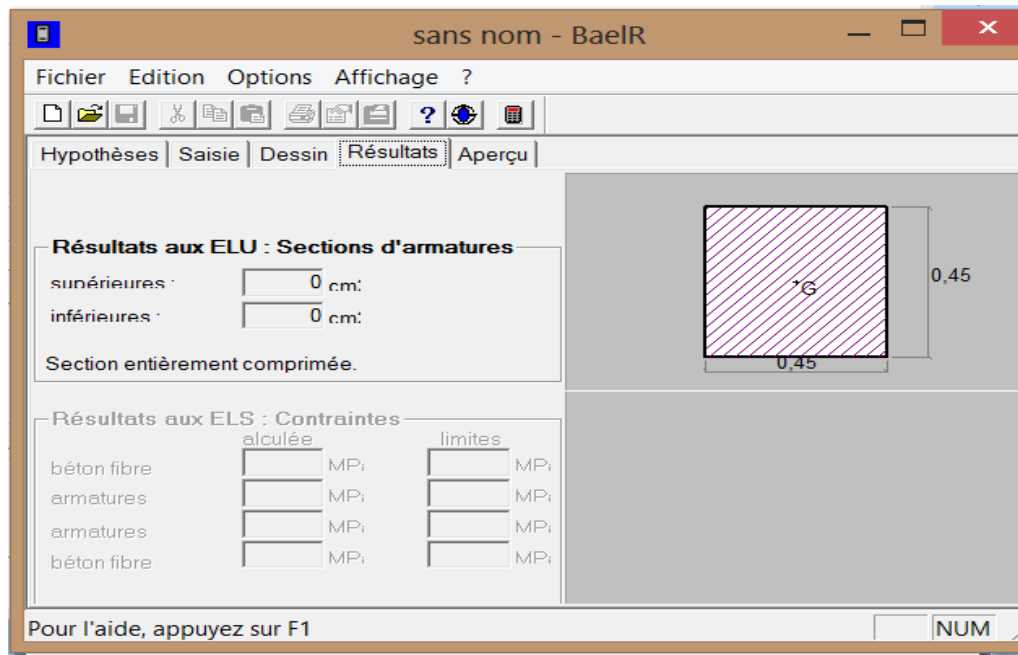 sans nom - BaelR
Fichier Edition Options Affichage ?
Hypothèses Saisie Dessin Résultats Aperçu
Résultats aux ELU : Sections d'armatures
supérieures : 0 cm²
inférieures : 0 cm²
Section entièrement comprimée.
Résultats aux ELS : Contraintes
alculée limites
béton fibre MPa MPa
armatures MPa MPa
armatures MPa MPa
béton fibre MPa MPa
G
0,45
0,45
Pour l'aide, appuyez sur F1 NUM